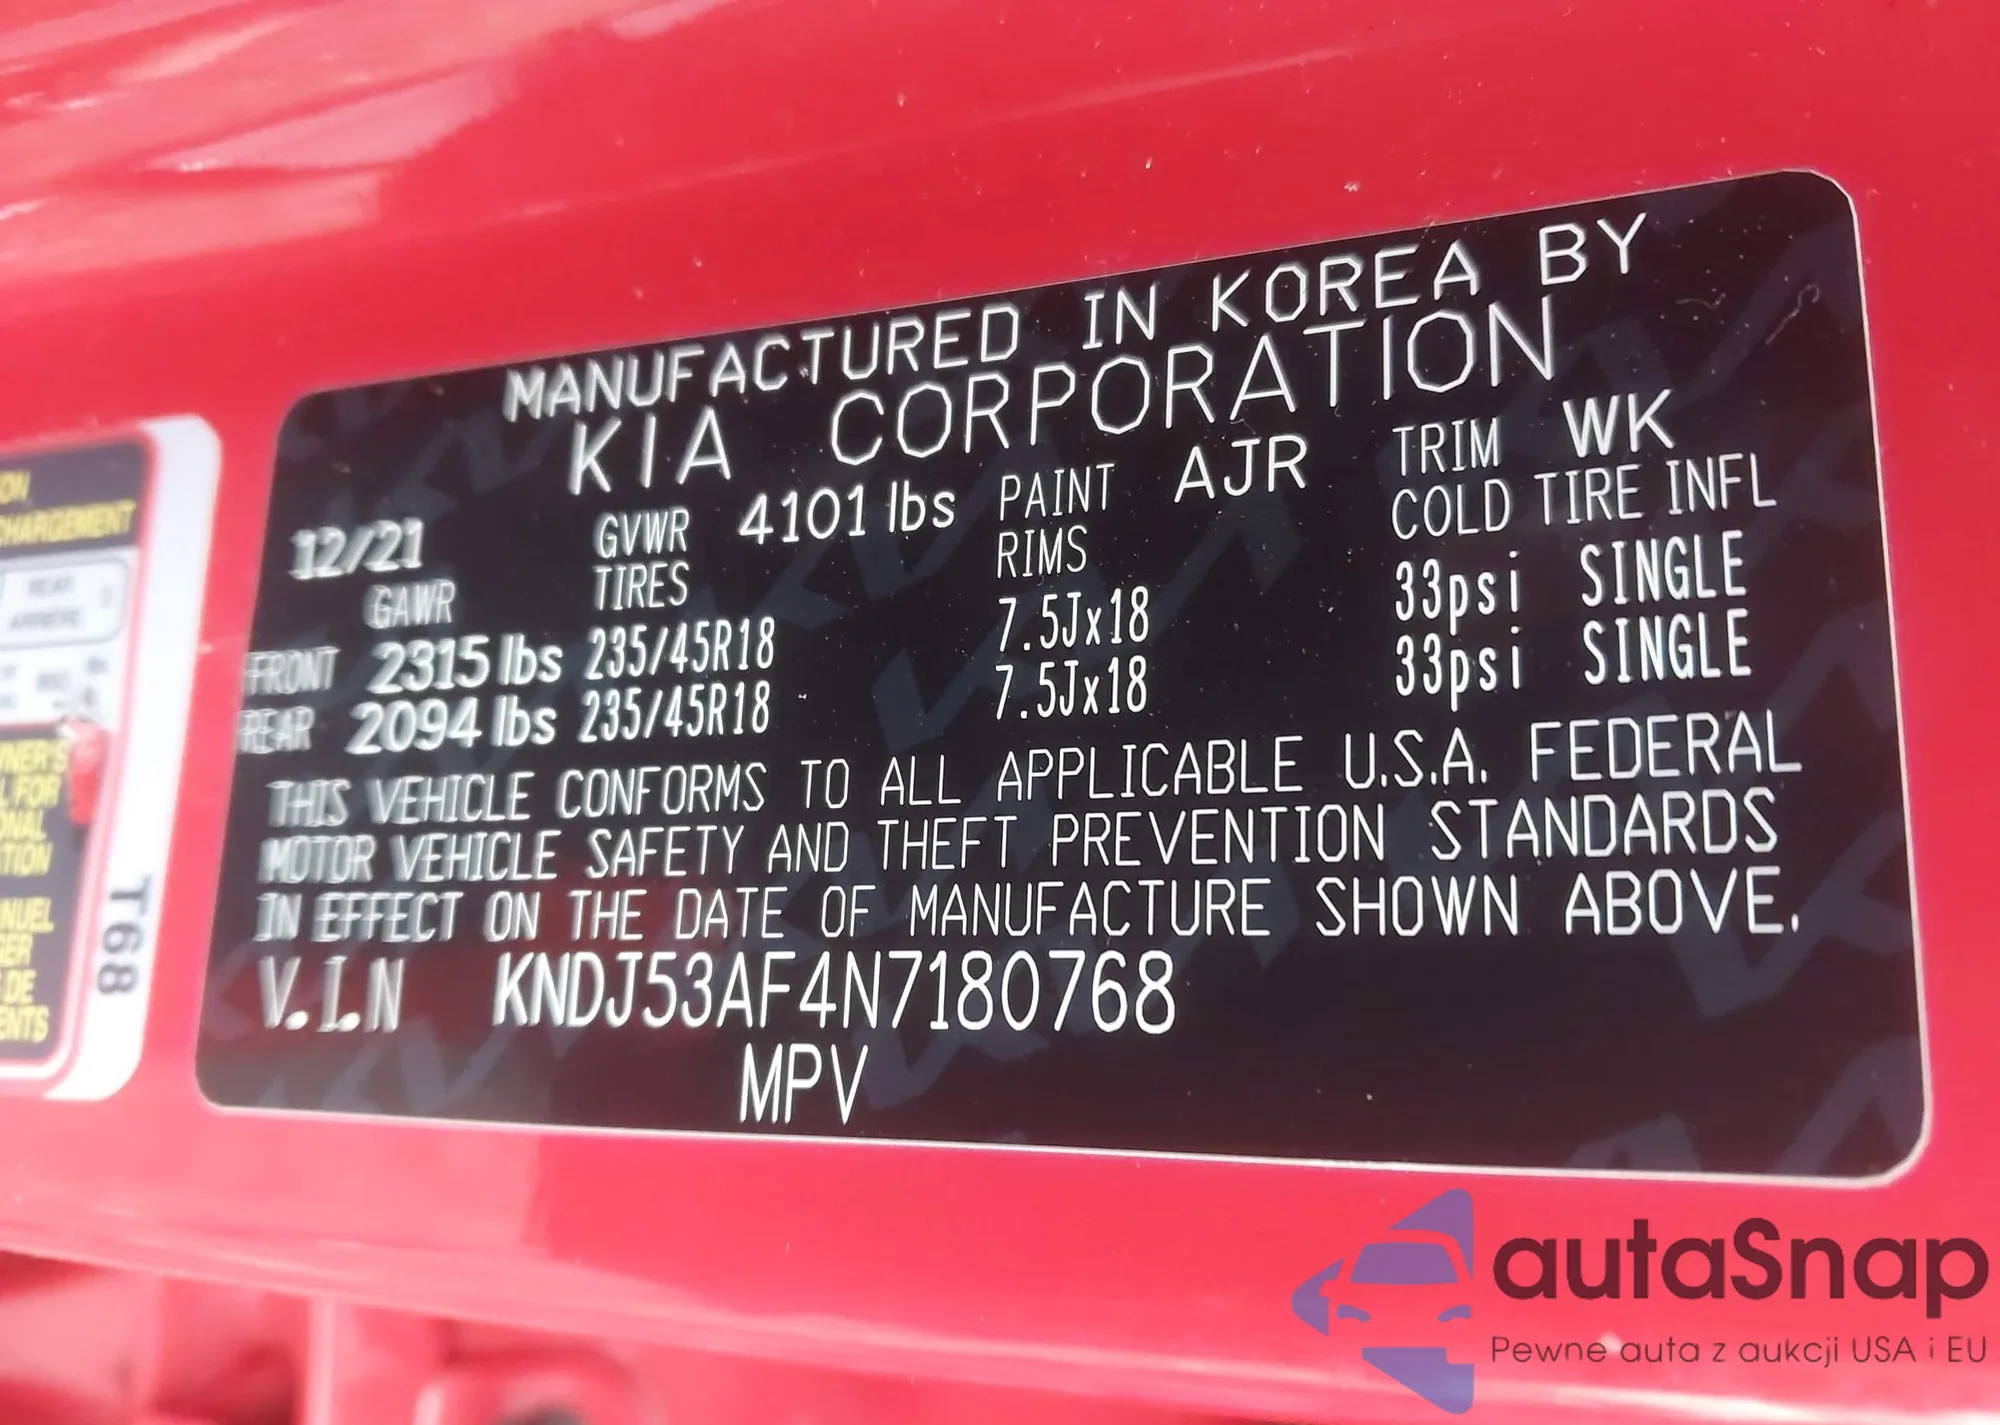 MANUFACTURED IN KOREA BY
KIA CORPORATION
12/21 GVWR 4101 lbs PAINT AJR TRIM WK
GAWR TIRES RIMS COLD TIRE INFL
FRONT 2315 lbs 235/45R18 7.5Jx18 33psi SINGLE
REAR 2094 lbs 235/45R18 7.5Jx18 33psi SINGLE
THIS VEHICLE CONFORMS TO ALL APPLICABLE U.S.A. FEDERAL
MOTOR VEHICLE SAFETY AND THEFT PREVENTION STANDARDS
IN EFFECT ON THE DATE OF MANUFACTURE SHOWN ABOVE.
V.I.N KNDJ53AF4N7180768
MPV
CHARGEMENT
REAR
ARRIÈRE
T68
autaSnap
Pewne auta z aukcji USA i EU